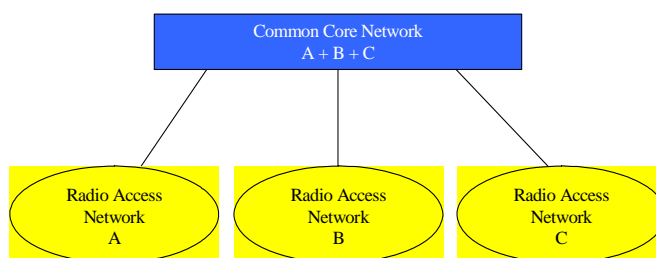 Common Core Network
A + B + C
Radio Access
Network
A
Radio Access
Network
B
Radio Access
Network
C